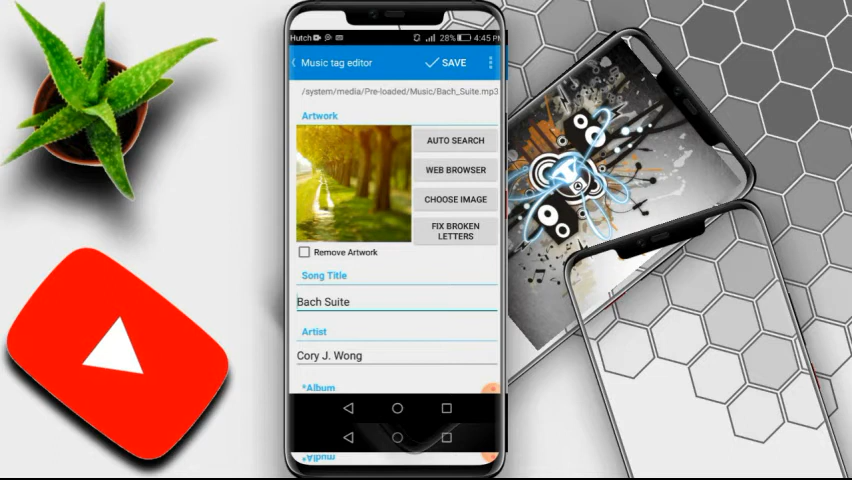 Hutch 28% 4:45 PM
Music tag editor SAVE
/system/media/Pre-loaded/Music/Bach_Suite.mp3
Artwork
AUTO SEARCH
WEB BROWSER
CHOOSE IMAGE
FIX BROKEN
LETTERS
Remove Artwork
Song Title
Bach Suite
Artist
Cory J. Wong
*Album
*Album